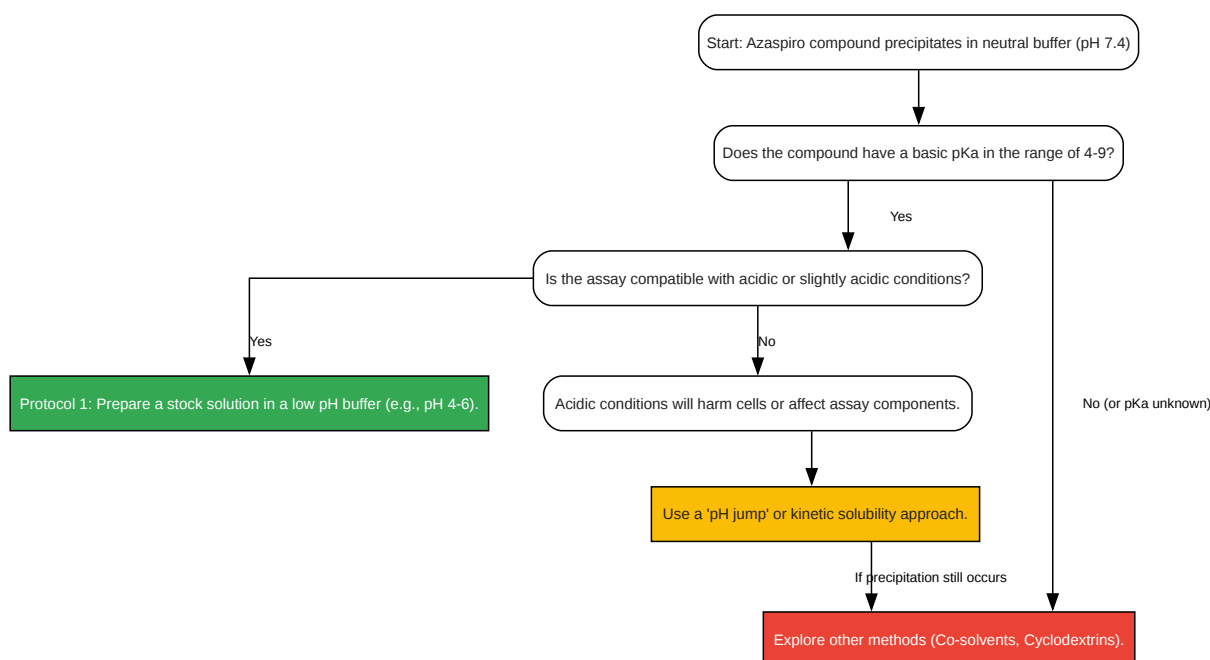 Start: Azaspiro compound precipitates in neutral buffer (pH 7.4)
Does the compound have a basic pKa in the range of 4-9?
Yes
Is the assay compatible with acidic or slightly acidic conditions?
Yes
No
Protocol 1: Prepare a stock solution in a low pH buffer (e.g., pH 4-6).
Acidic conditions will harm cells or affect assay components.
No (or pKa unknown)
Use a 'pH jump' or kinetic solubility approach.
If precipitation still occurs
Explore other methods (Co-solvents, Cyclodextrins).